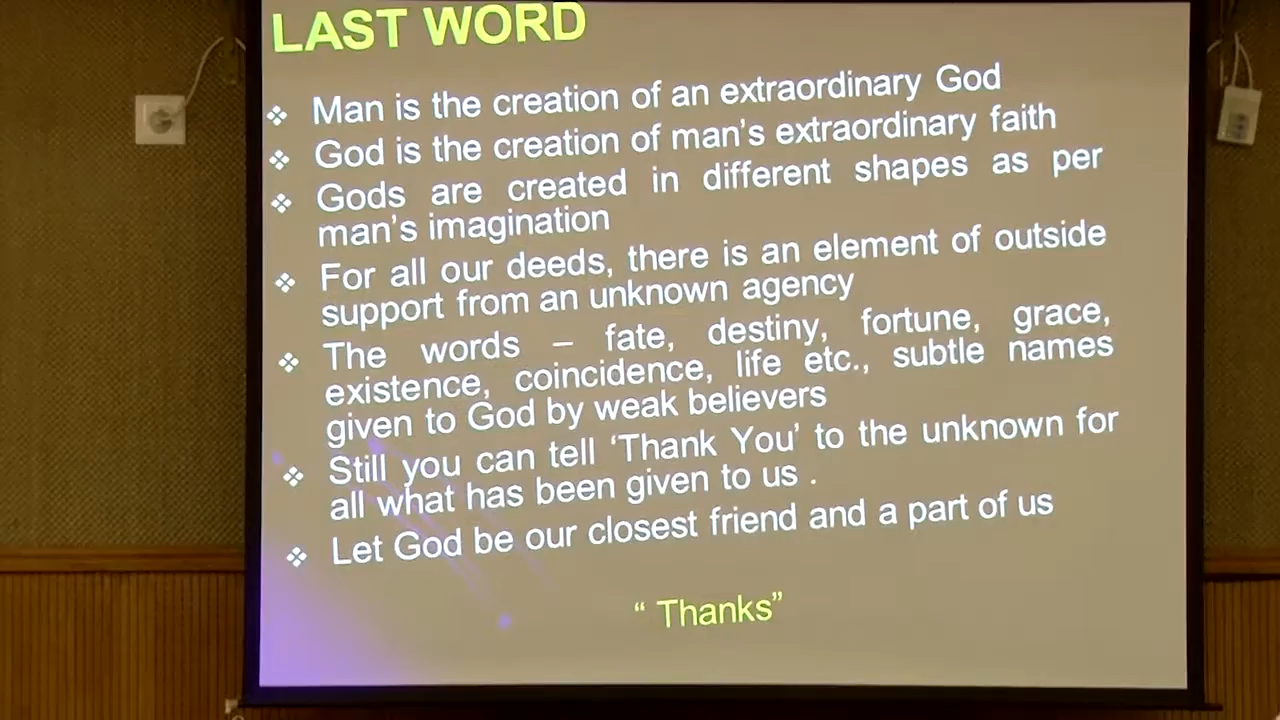 LAST WORD
❖ Man is the creation of an extraordinary God
❖ God is the creation of man's extraordinary faith
❖ Gods are created in different shapes as per
man's imagination
❖ For all our deeds, there is an element of outside
support from an unknown agency
❖ The words – fate, destiny, fortune, grace,
existence, coincidence, life etc., subtle names
given to God by weak believers
❖ Still you can tell ‘Thank You’ to the unknown for
all what has been given to us .
❖ Let God be our closest friend and a part of us
“ Thanks”